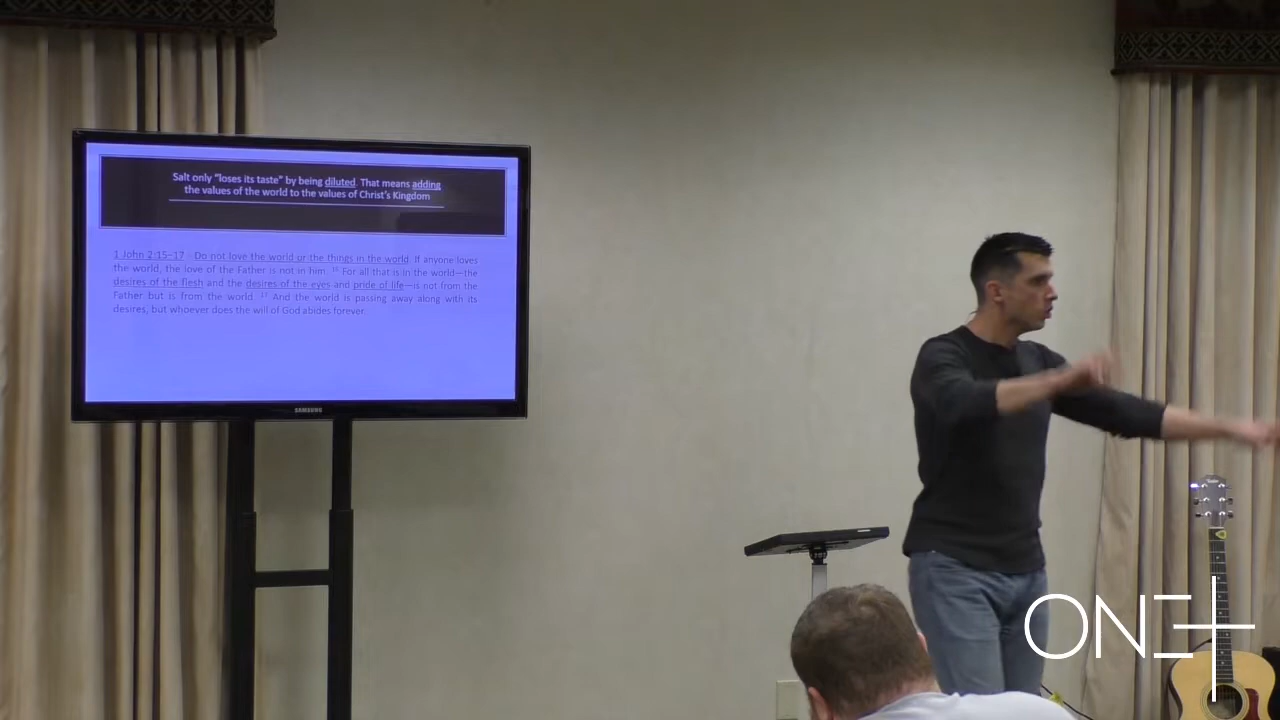 Salt only “loses its taste” by being diluted. That means adding
the values of the world to the values of Christ’s Kingdom
1 John 2:15–17 Do not love the world or the things in the world. If anyone loves
the world, the love of the Father is not in him. 16 For all that is in the world—the
desires of the flesh and the desires of the eyes and pride of life—is not from the
Father but is from the world. 17 And the world is passing away along with its
desires, but whoever does the will of God abides forever.
SAMSUNG
ONE